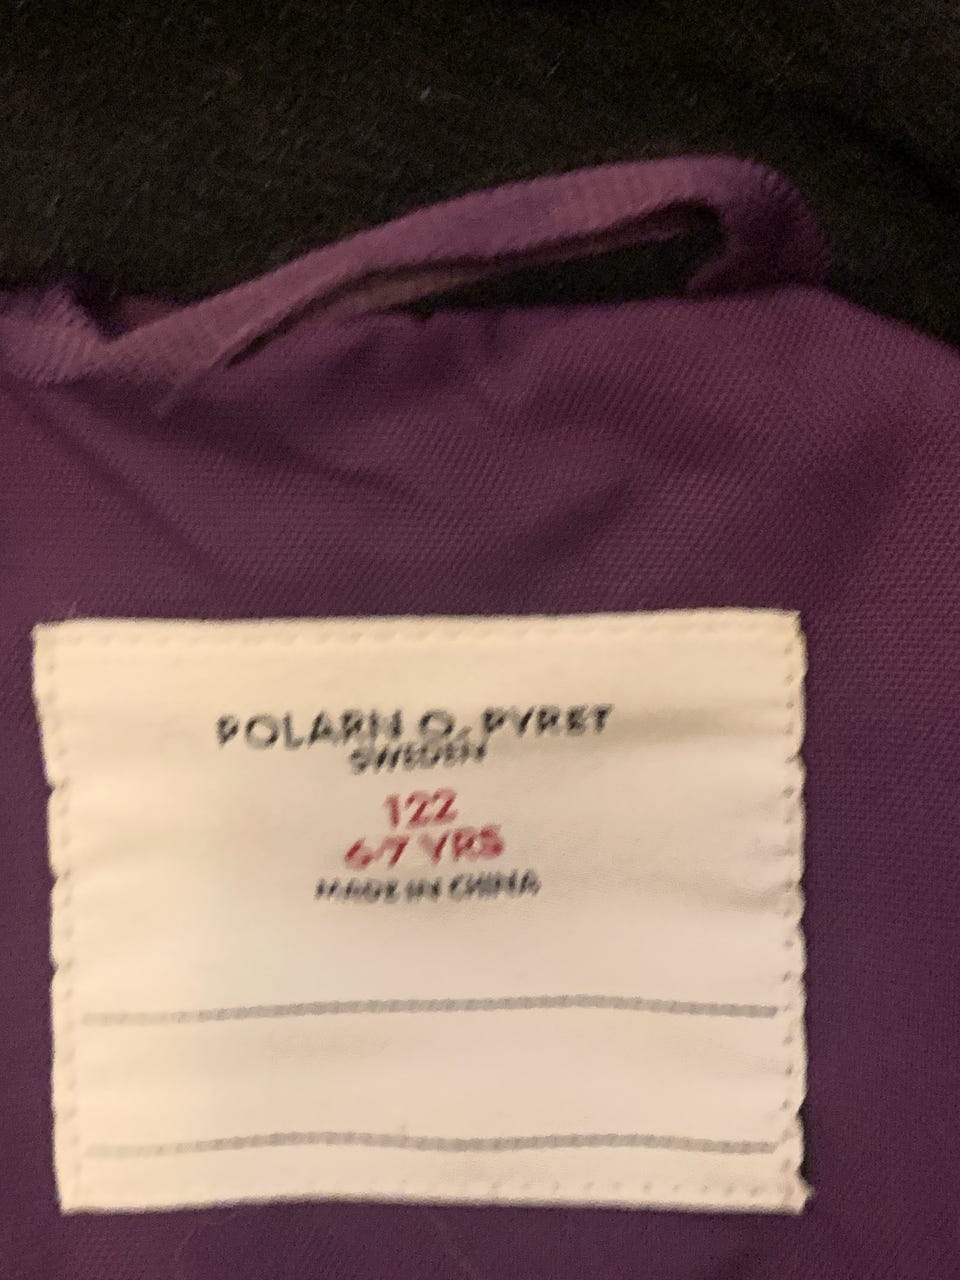 POLARN O. PYRET
SWEDEN
122
6-7 YRS
MADE IN CHINA